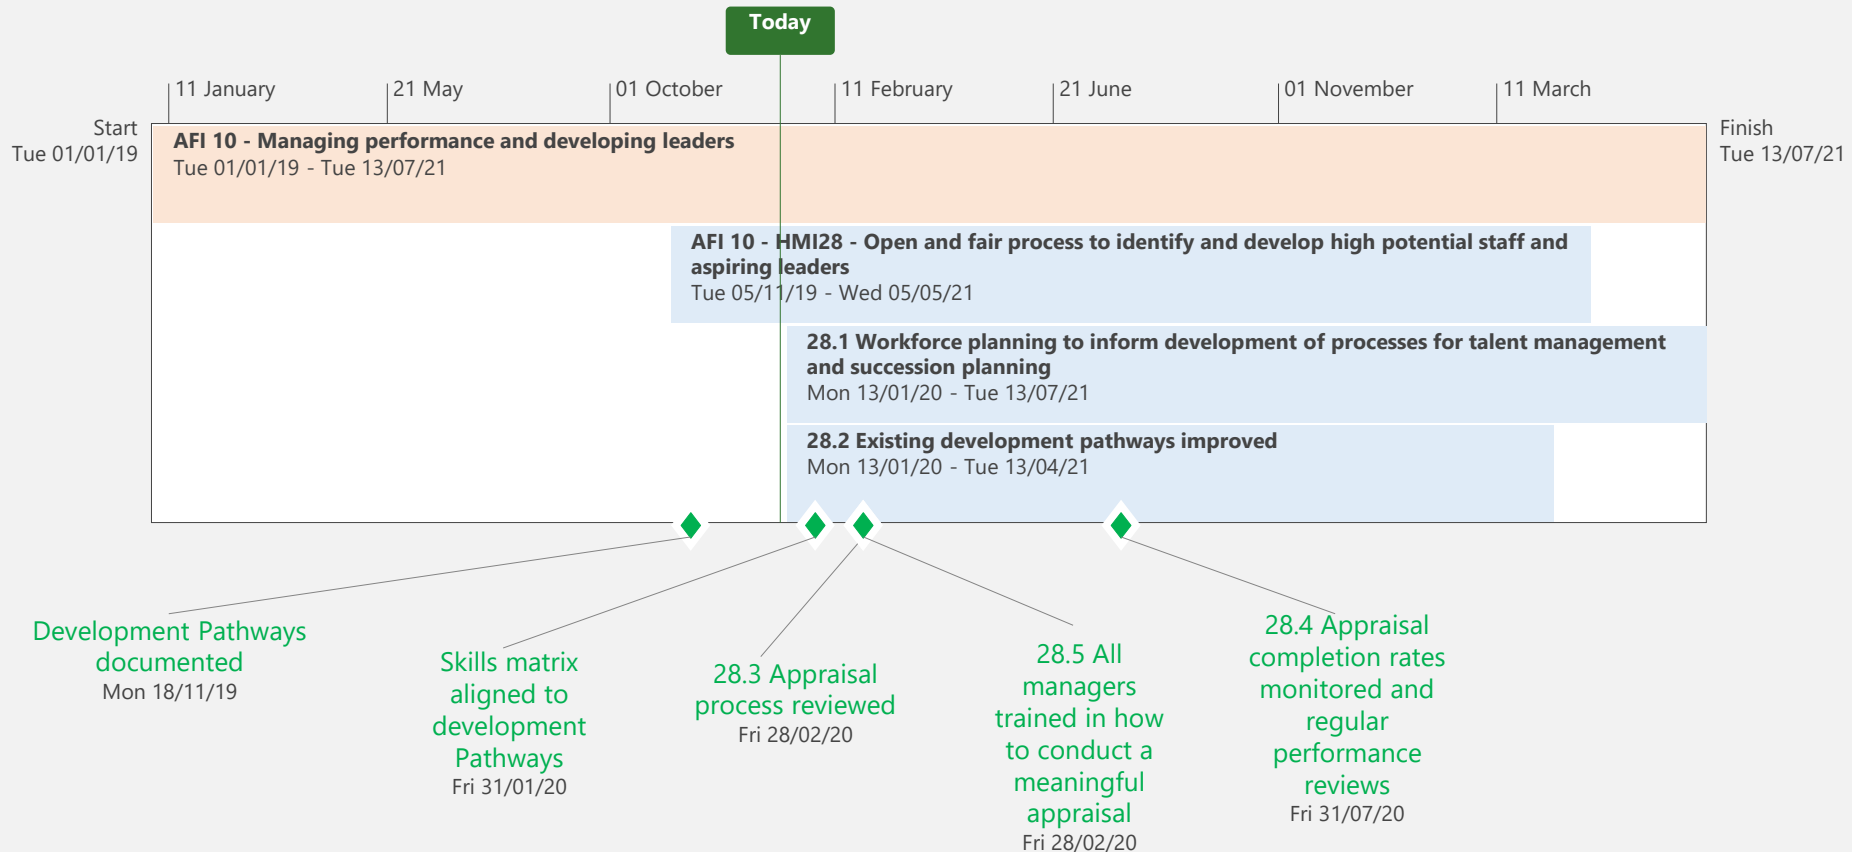 Today
11 January
21 May
01 October
11 February
21 June
01 November
11 March
Start
Tue 01/01/19
Finish
Tue 13/07/21
AFI 10 - Managing performance and developing leaders
Tue 01/01/19 - Tue 13/07/21
AFI 10 - HMI28 - Open and fair process to identify and develop high potential staff and
aspiring leaders
Tue 05/11/19 - Wed 05/05/21
28.1 Workforce planning to inform development of processes for talent management
and succession planning
Mon 13/01/20 - Tue 13/07/21
28.2 Existing development pathways improved
Mon 13/01/20 - Tue 13/04/21
Development Pathways
documented
Mon 18/11/19
Skills matrix
aligned to
development
Pathways
Fri 31/01/20
28.3 Appraisal
process reviewed
Fri 28/02/20
28.5 All
managers
trained in how
to conduct a
meaningful
appraisal
Fri 28/02/20
28.4 Appraisal
completion rates
monitored and
regular
performance
reviews
Fri 31/07/20